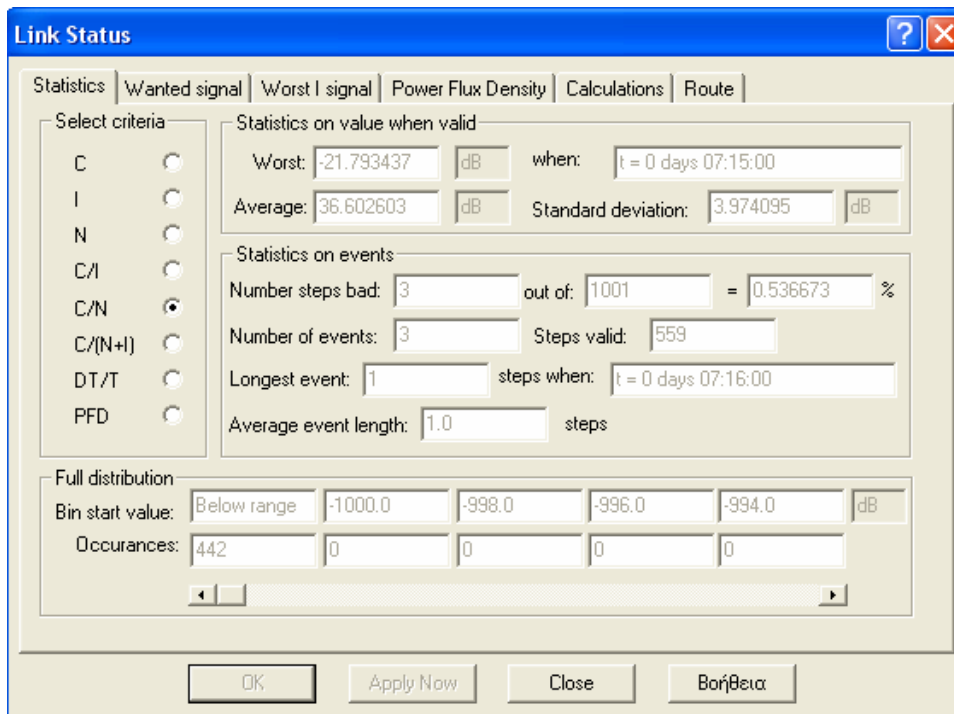 Link Status
Statistics Wanted signal Worst I signal Power Flux Density Calculations Route
Select criteria
C
I
N
C/I
C/N
C/(N+I)
DT/T
PFD
Statistics on value when valid
Worst: -21.793437 dB when: t = 0 days 07:15:00
Average: 36.602603 dB Standard deviation: 3.974095 dB
Statistics on events
Number steps bad: 3 out of: 1001 = 0.536673 %
Number of events: 3 Steps valid: 559
Longest event: 1 steps when: t = 0 days 07:16:00
Average event length: 1.0 steps
Full distribution
Bin start value: Below range -1000.0 -998.0 -996.0 -994.0 dB
Occurances: 442 0 0 0 0
OK Apply Now Close Βοήθεια